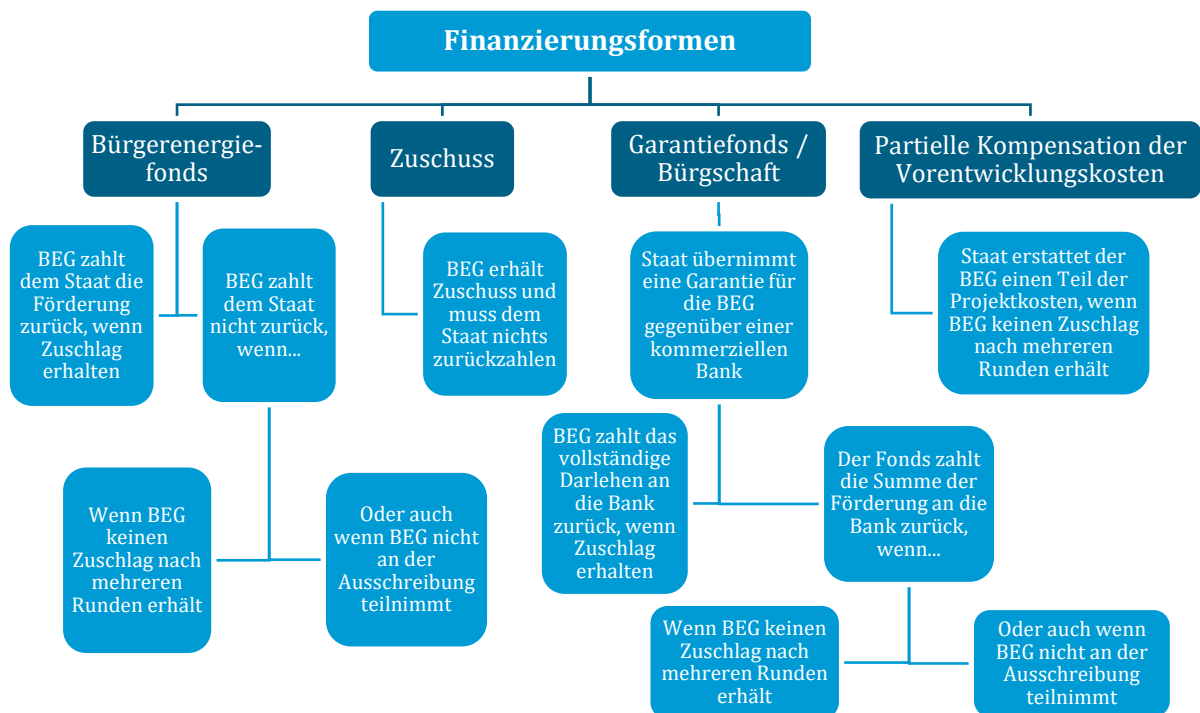 Finanzierungsformen
Bürgerenergie-
fonds
Zuschuss
Garantiefonds /
Bürgschaft
Partielle Kompensation der
Vorentwicklungskosten
BEG zahlt
dem Staat die
Förderung
zurück, wenn
Zuschlag
erhalten
BEG zahlt
dem Staat
nicht zurück,
wenn...
BEG erhält
Zuschuss und
muss dem
Staat nichts
zurückzahlen
Staat übernimmt
eine Garantie für
die BEG
gegenüber einer
kommerziellen
Bank
Staat erstattet der
BEG einen Teil der
Projektkosten, wenn
BEG keinen Zuschlag
nach mehreren
Runden erhält
Wenn BEG
keinen
Zuschlag nach
mehreren
Runden erhält
Oder auch
wenn BEG nicht
an der
Ausschreibung
teilnimmt
BEG zahlt das
vollständige
Darlehen an
die Bank
zurück, wenn
Zuschlag
erhalten
Der Fonds zahlt
die Summe der
Förderung an die
Bank zurück,
wenn...
Wenn BEG keinen
Zuschlag nach
mehreren Runden
erhält
Oder auch wenn
BEG nicht an der
Ausschreibung
teilnimmt